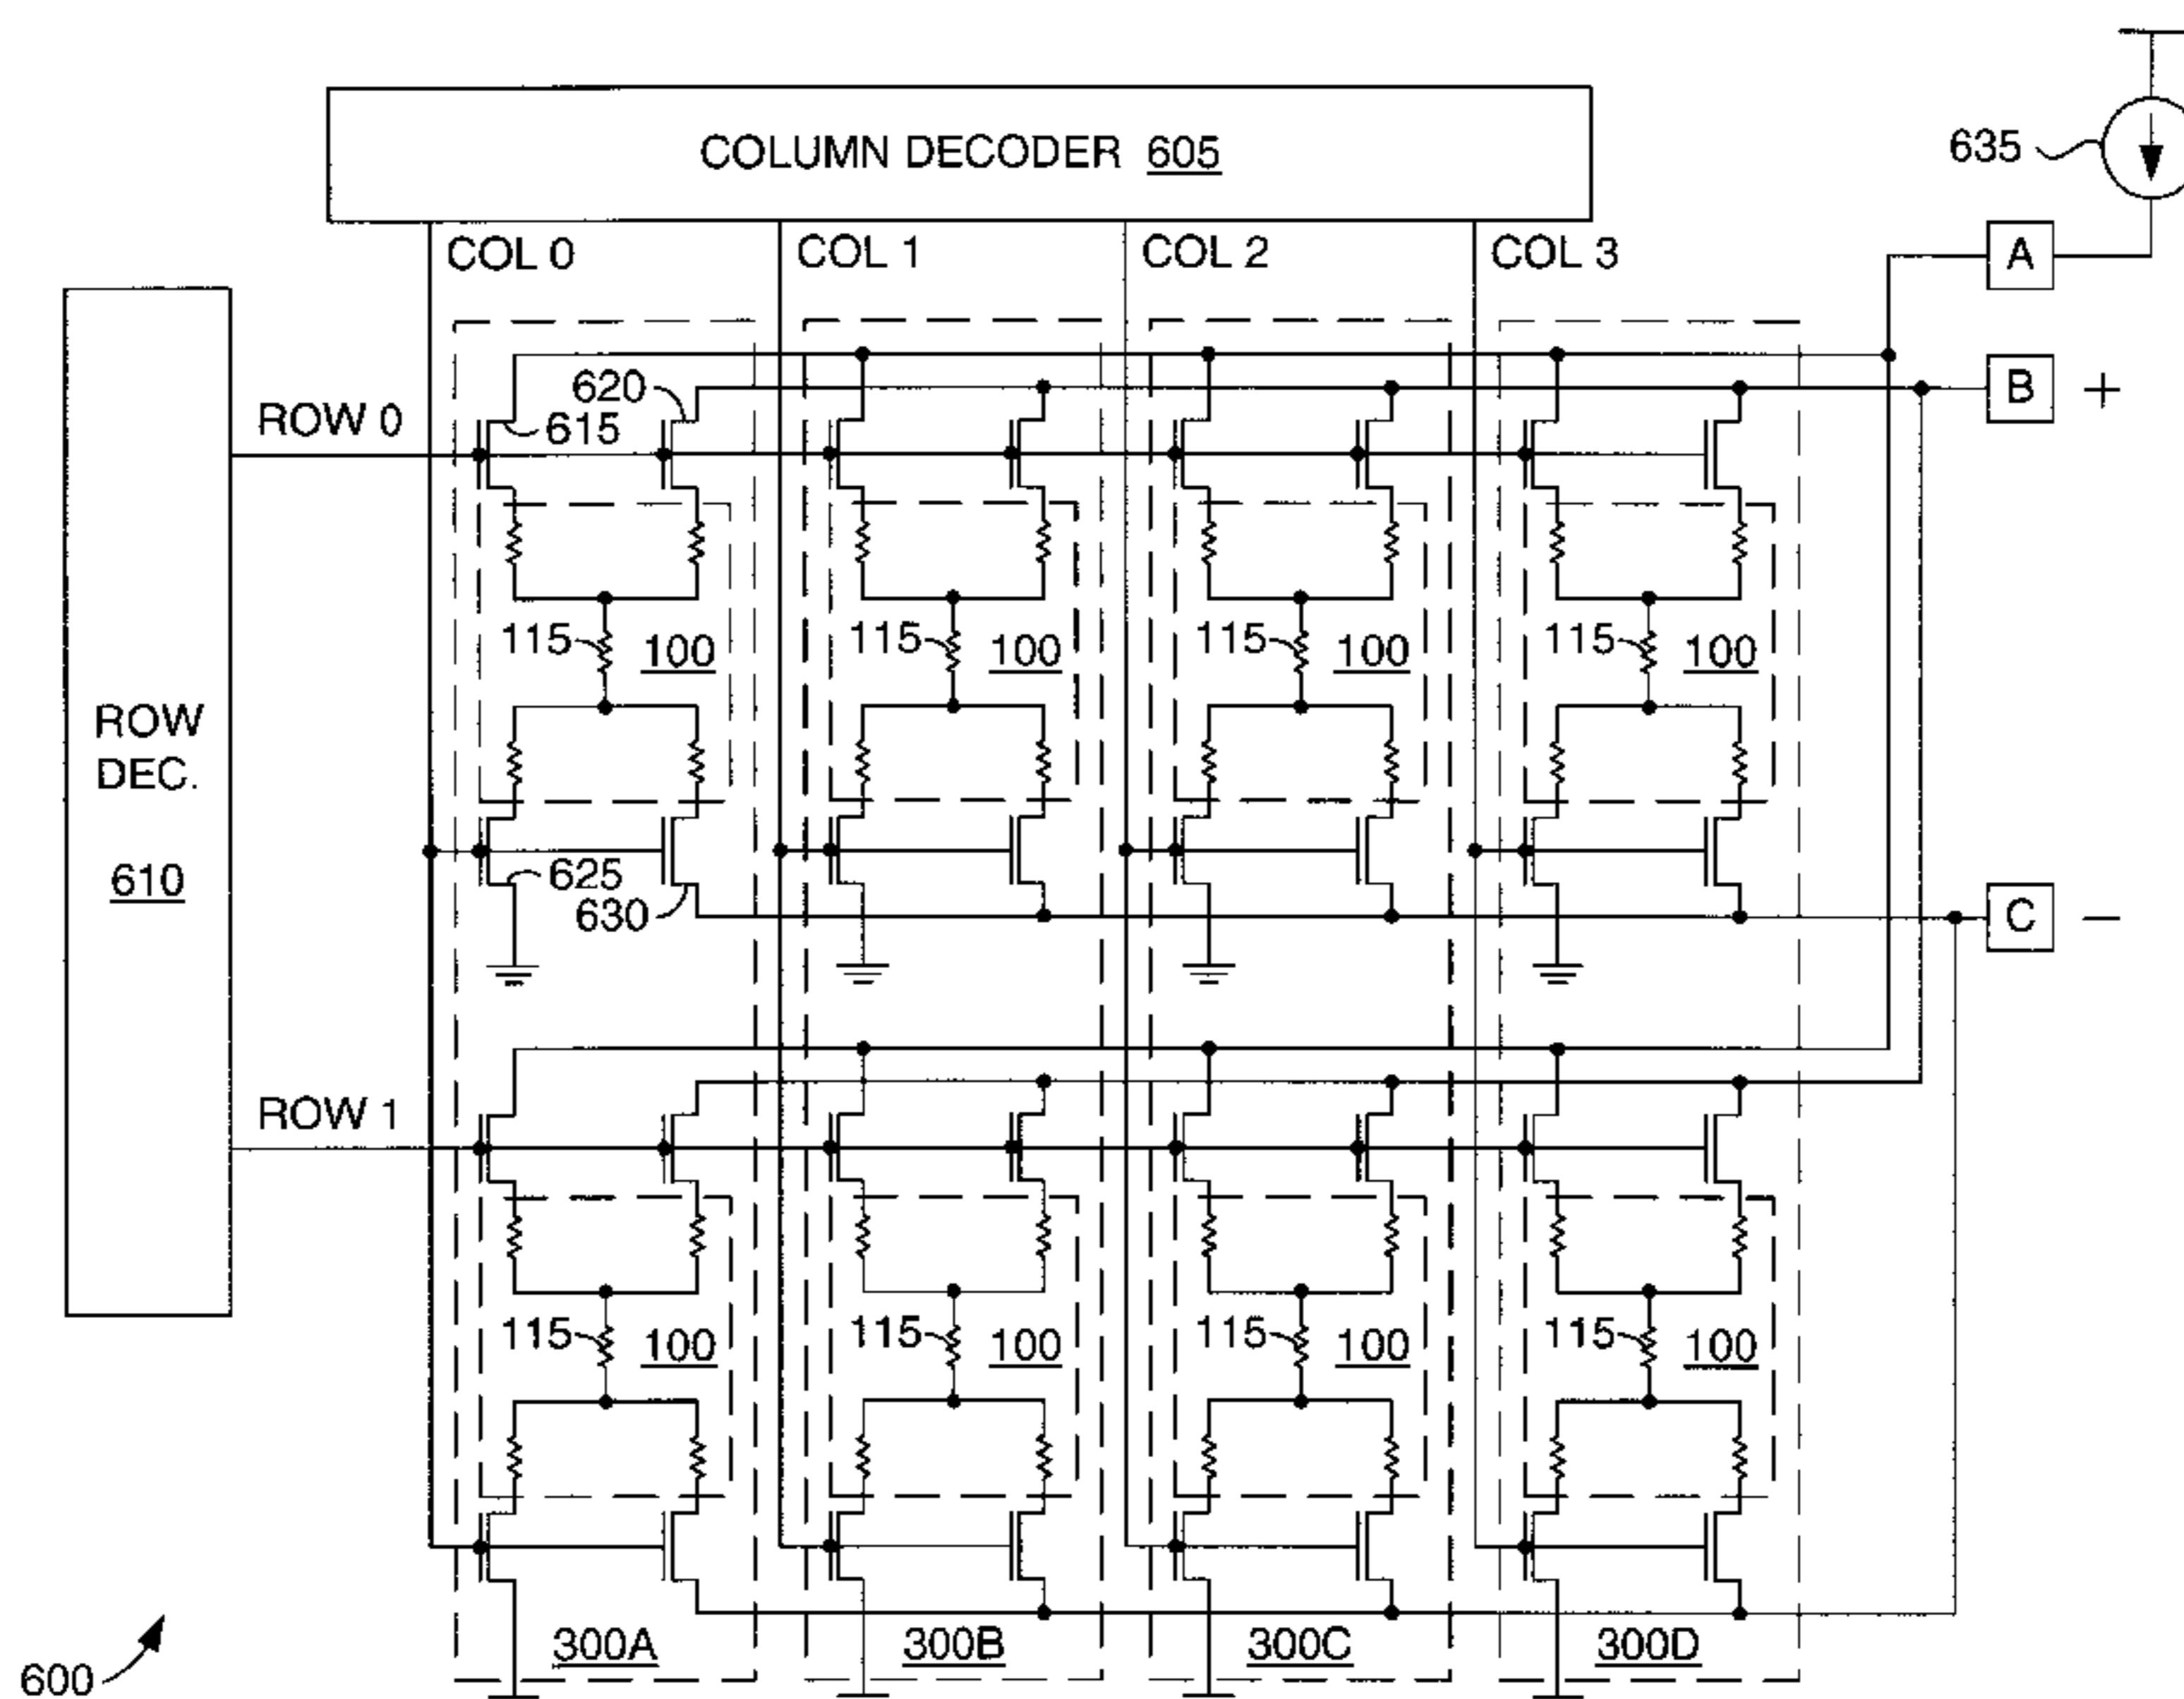 COLUMN DECODER 605
635
COL 0 COL 1 COL 2 COL 3
A
620
B +
ROW 0
615
115 100 115 100 115 100 115 100
ROW
DEC.
610
625
630
C −
ROW 1
115 100 115 100 115 100 115 100
300A 300B 300C 300D
600